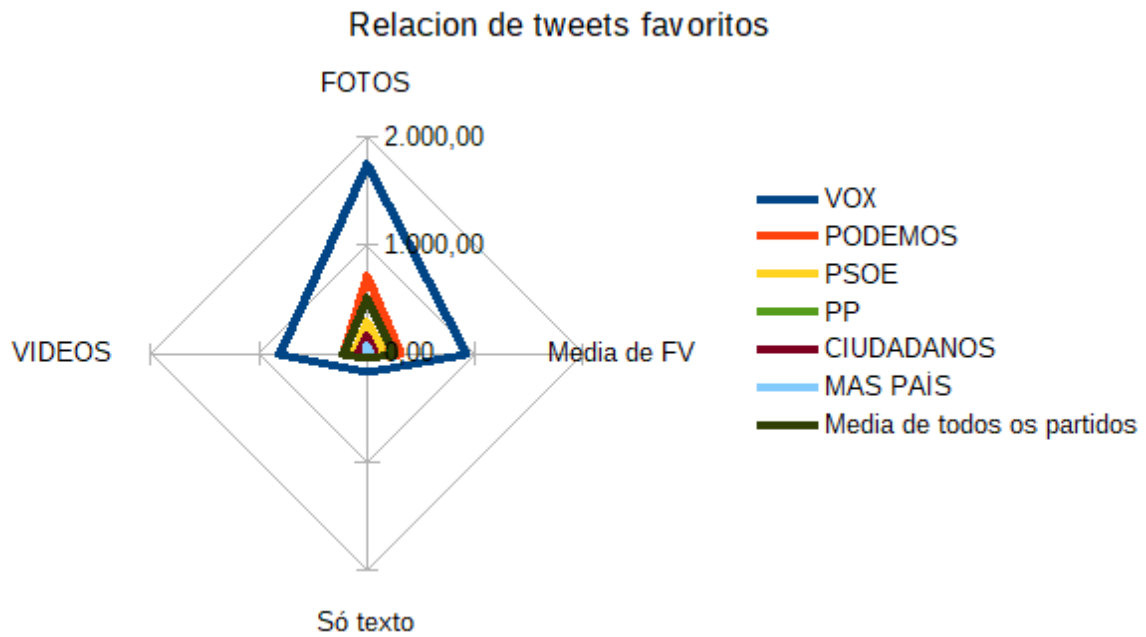 Relacion de tweets favoritos
FOTOS
2.000,00
1.000,00
0,00
VIDEOS
Media de FV
Só texto
VOX
PODEMOS
PSOE
PP
CIUDADANOS
MAS PAÍS
Media de todos os partidos